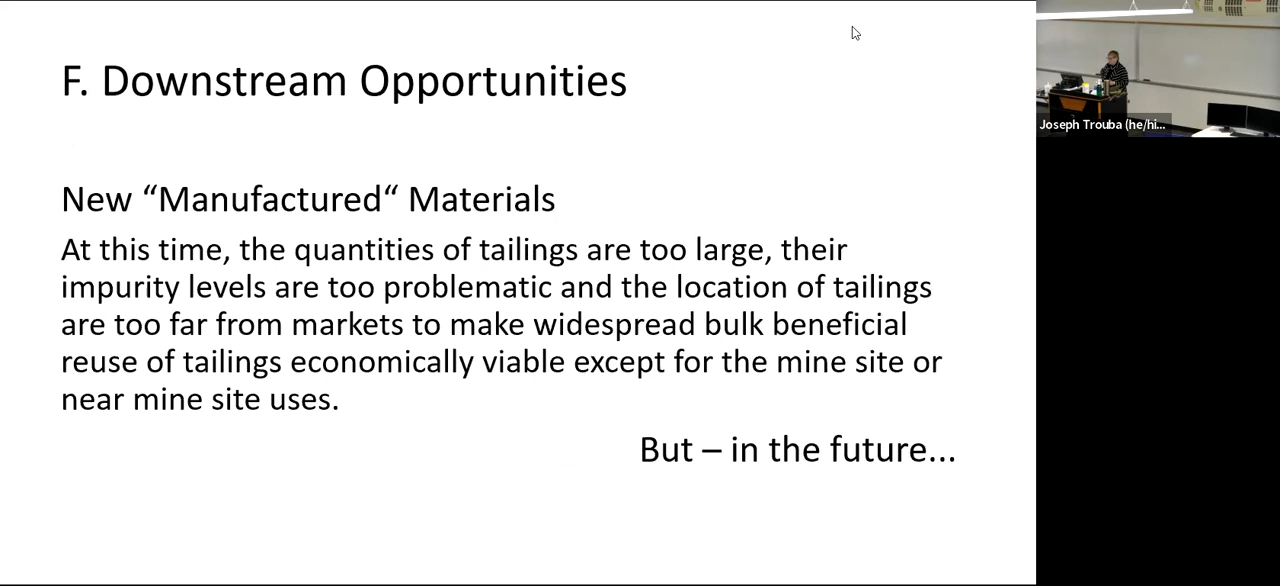 F. Downstream Opportunities
New “Manufactured“ Materials
At this time, the quantities of tailings are too large, their
impurity levels are too problematic and the location of tailings
are too far from markets to make widespread bulk beneficial
reuse of tailings economically viable except for the mine site or
near mine site uses.
But – in the future...
Joseph Trouba (he/hi...